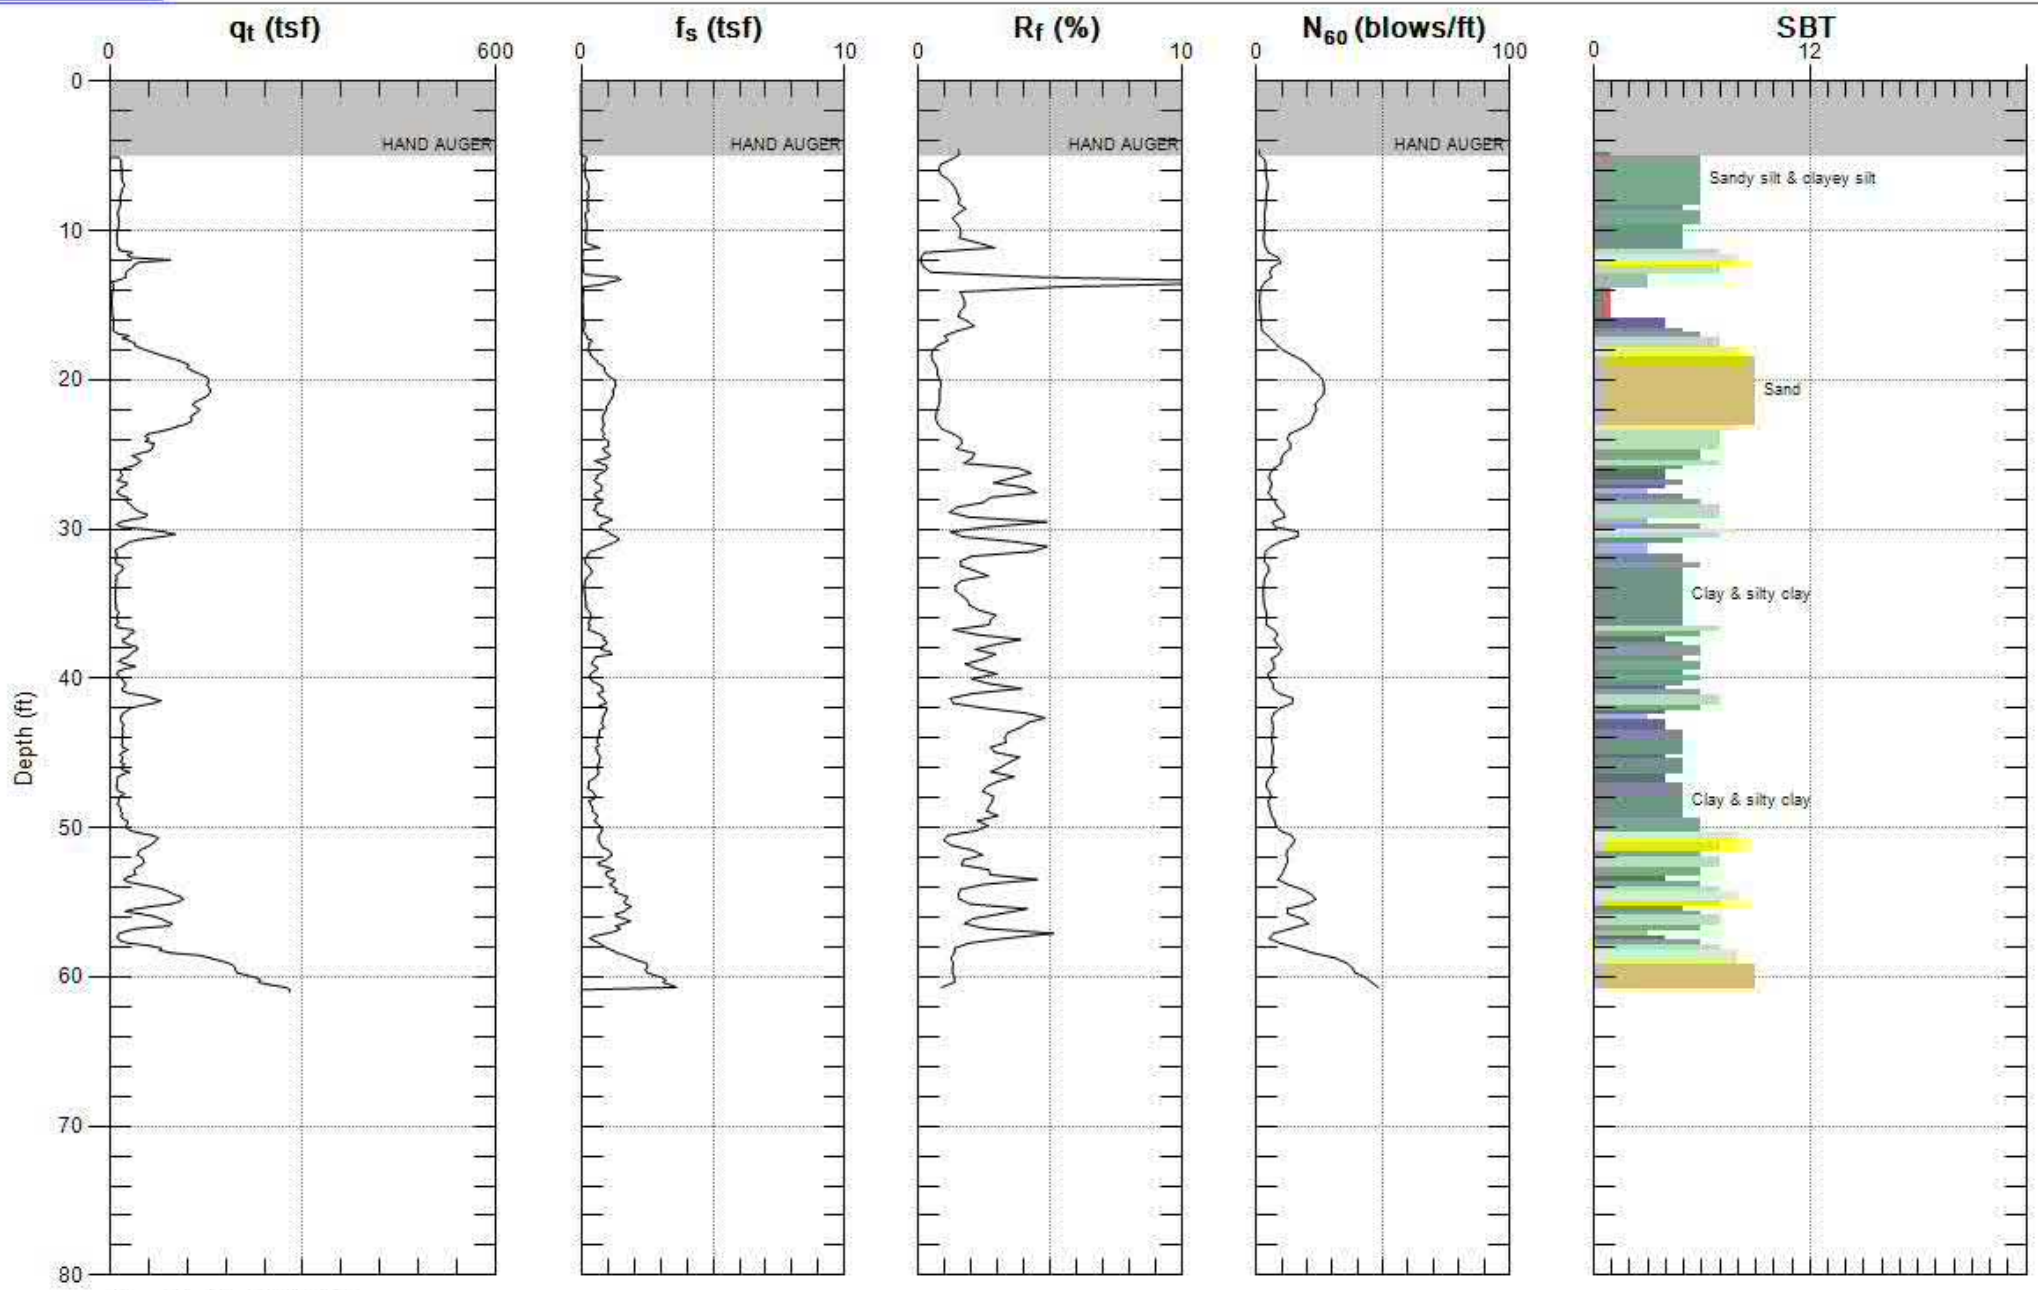 qt (tsf)
fs (tsf)
Rf (%)
N60 (blows/ft)
SBT
0 600
0 10
0 10
0 100
0 12
0
HAND AUGER
HAND AUGER
HAND AUGER
HAND AUGER
Sandy silt & clayey silt
10
20
Sand
30
Clay & silty clay
40
Depth (ft)
Clay & silty clay
50
60
70
80